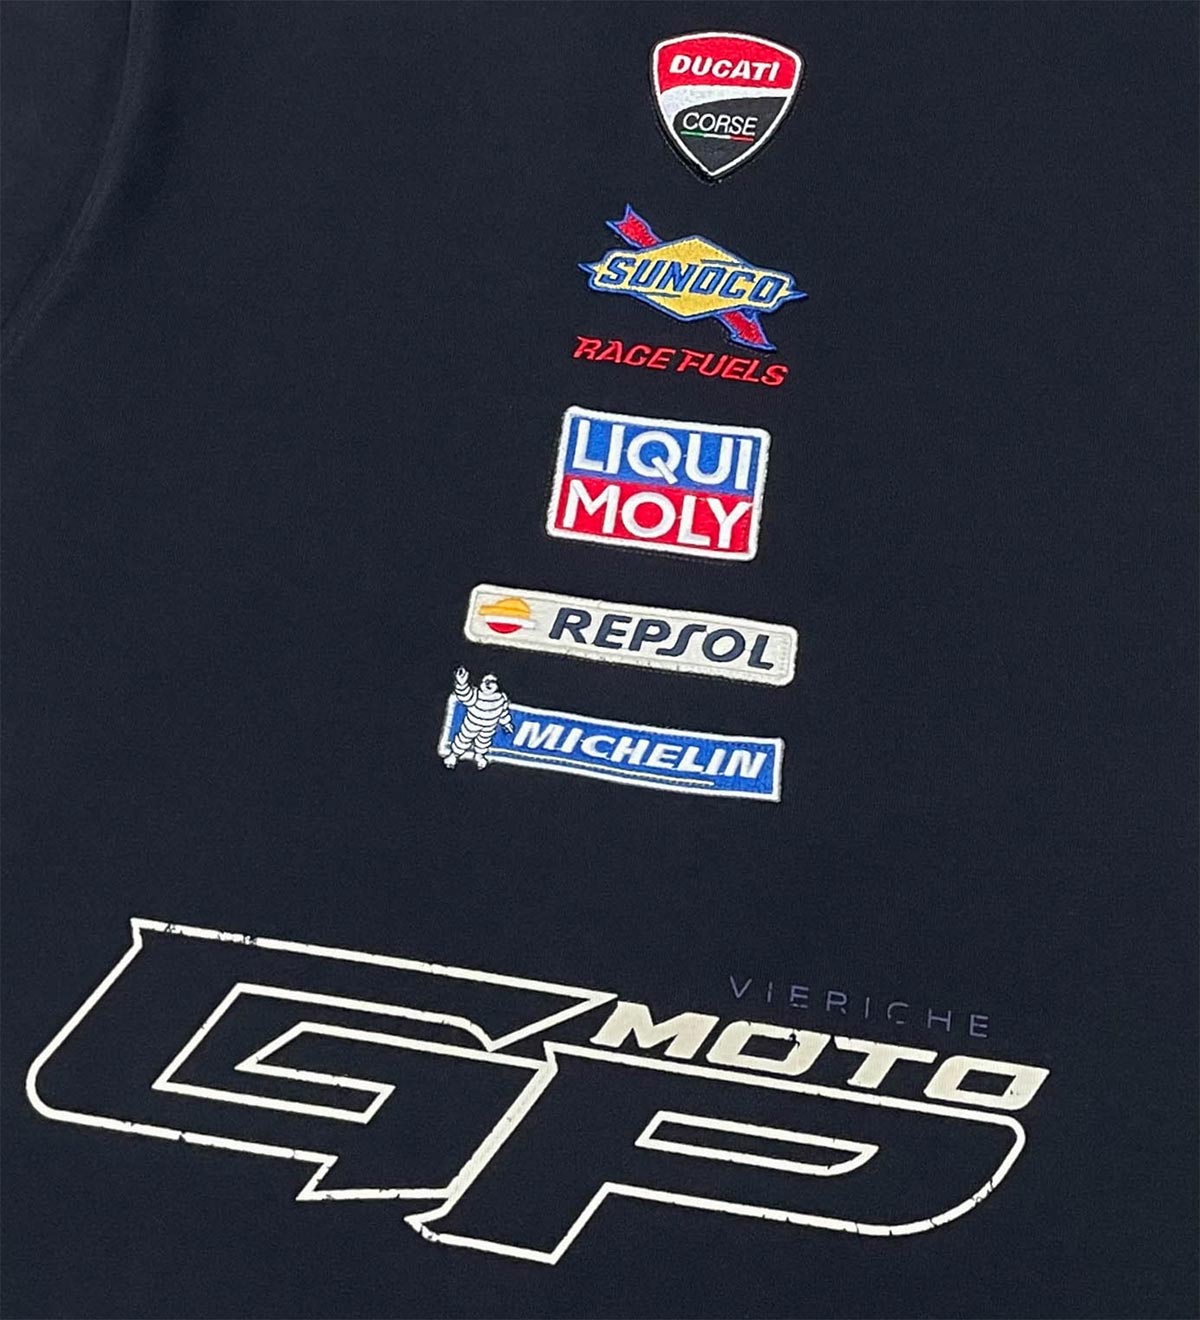 DUCATI
CORSE
SUNOCO
RACE FUELS
LIQUI
MOLY
REPSOL
MICHELIN
VIERICHE
MOTO
GP